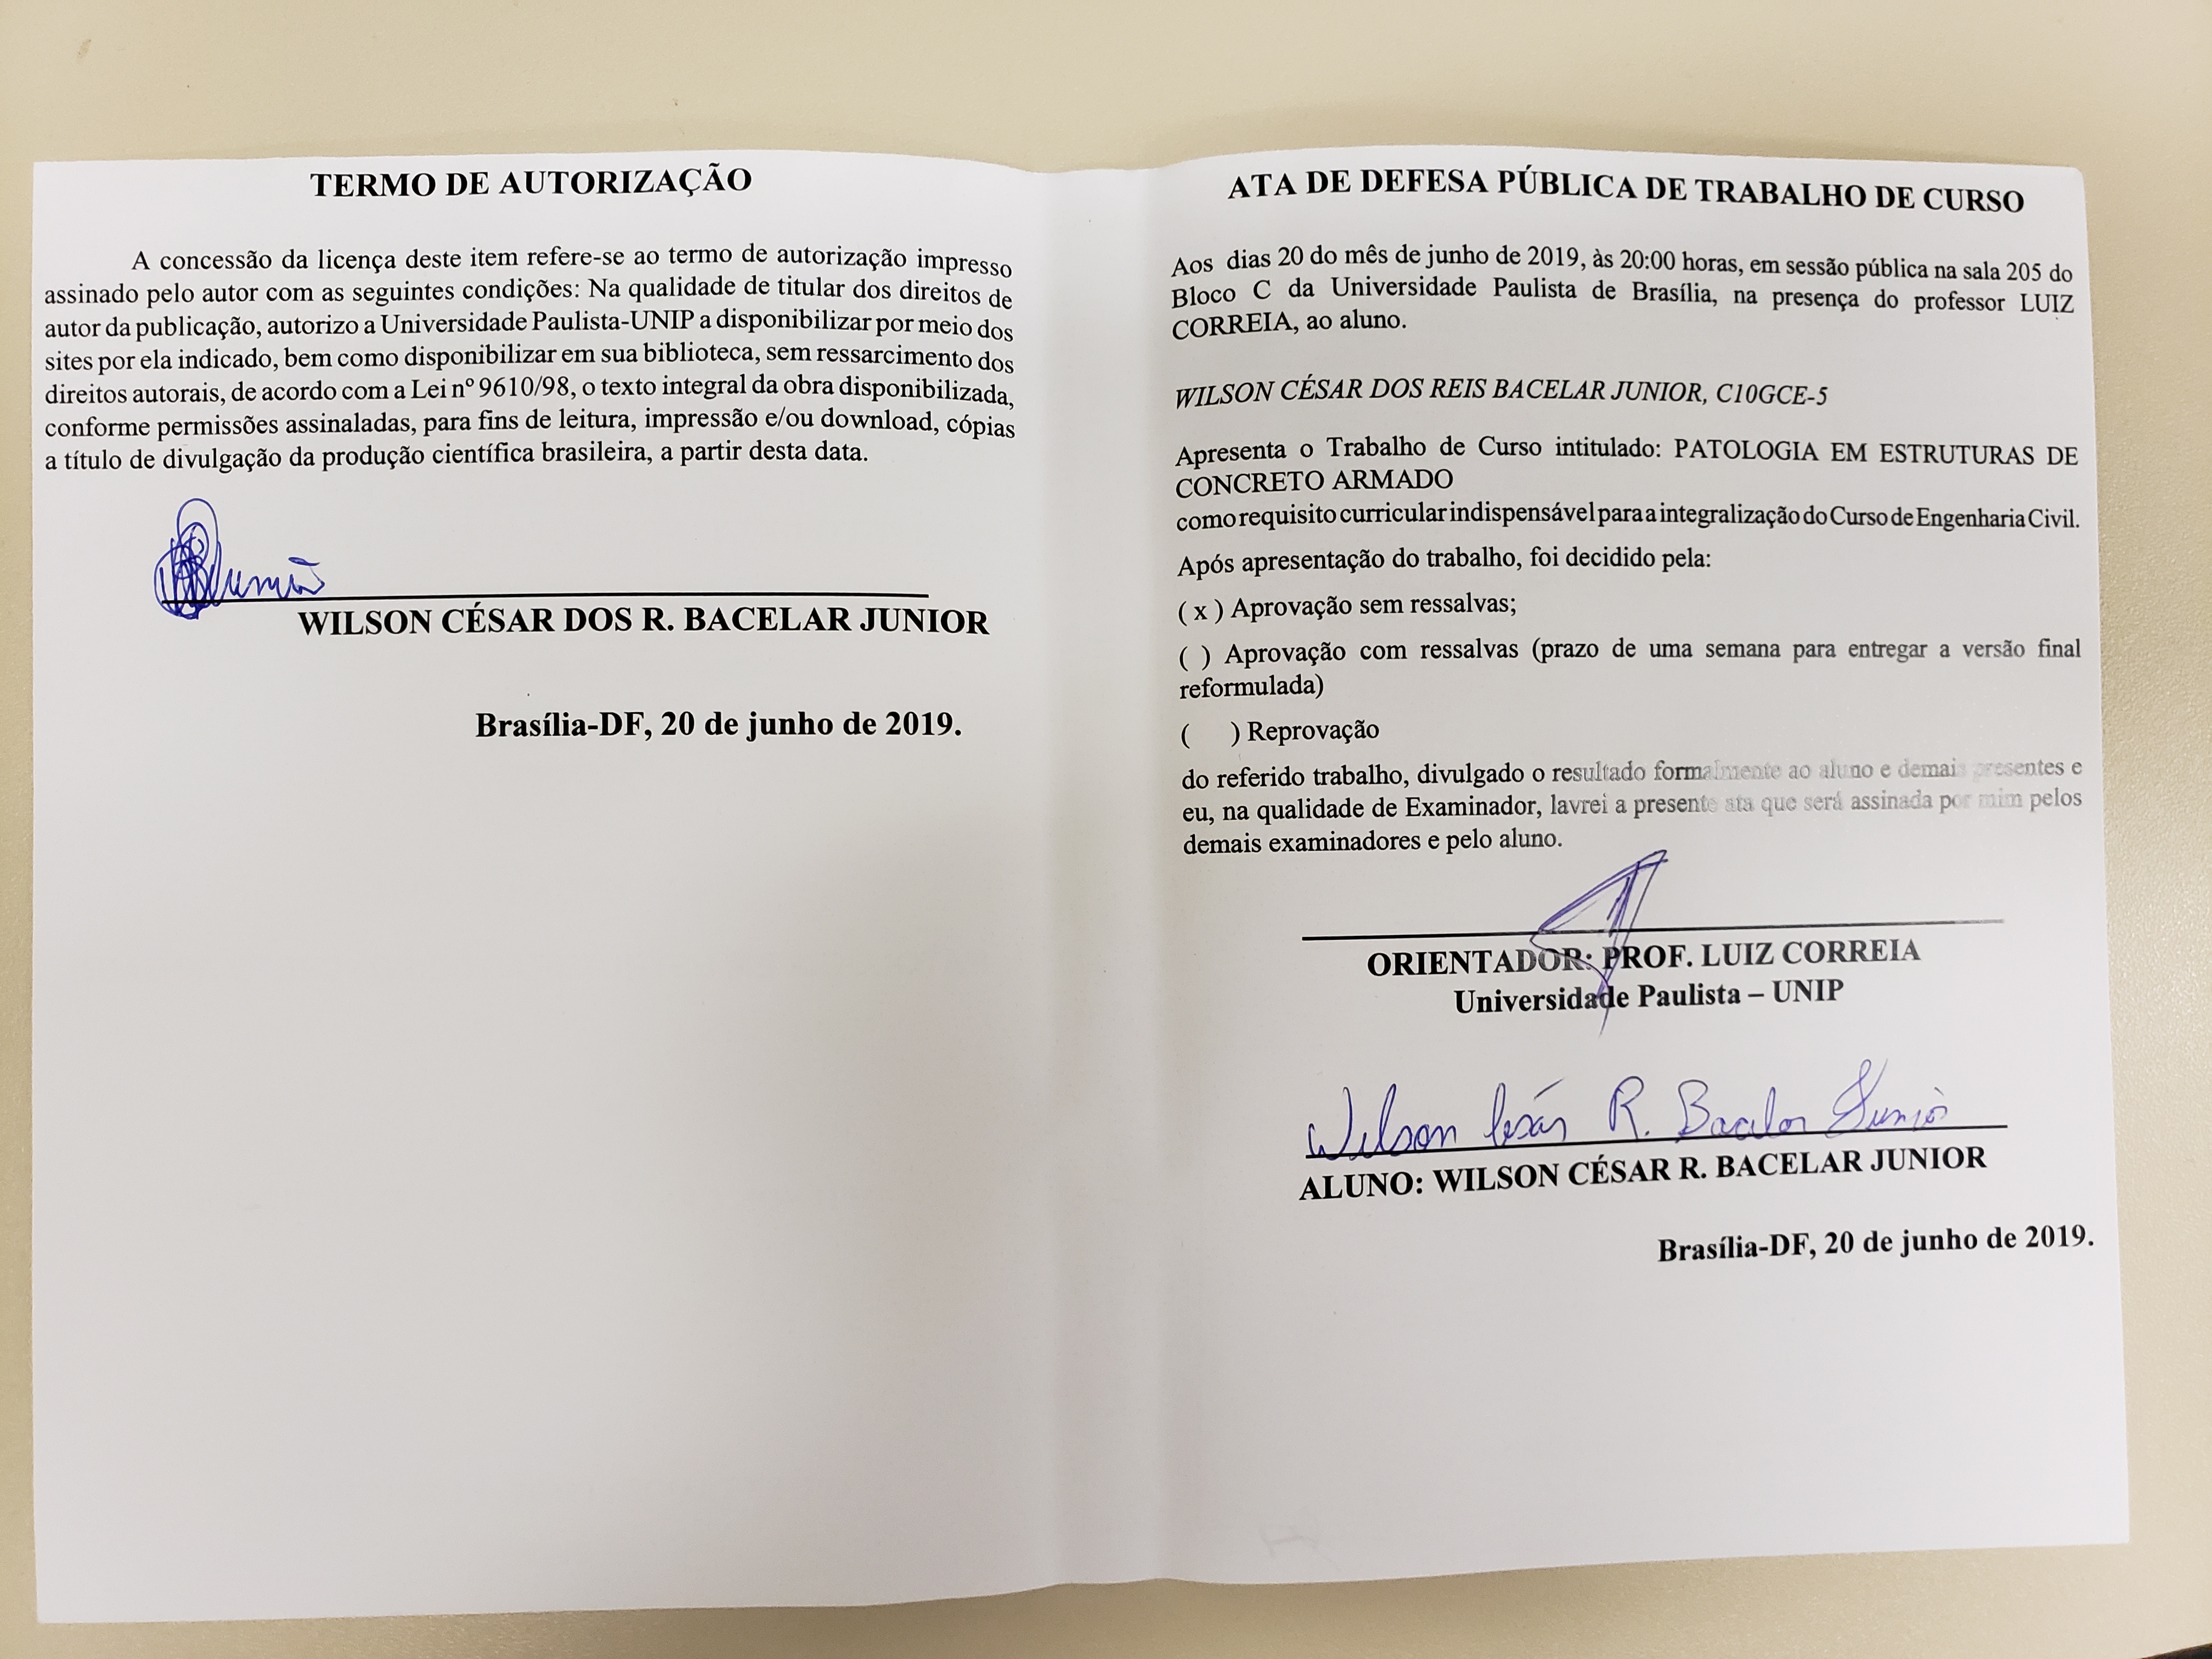 TERMO DE AUTORIZAÇÃO
A concessão da licença deste item refere-se ao termo de autorização impresso
assinado pelo autor com as seguintes condições: Na qualidade de titular dos direitos de
autor da publicação, autorizo a Universidade Paulista-UNIP a disponibilizar por meio dos
sites por ela indicado, bem como disponibilizar em sua biblioteca, sem ressarcimento dos
direitos autorais, de acordo com a Lei nº 9610/98, o texto integral da obra disponibilizada,
conforme permissões assinaladas, para fins de leitura, impressão e/ou download, cópias
a título de divulgação da produção científica brasileira, a partir desta data.
WILSON CÉSAR DOS R. BACELAR JUNIOR
Brasília-DF, 20 de junho de 2019.
ATA DE DEFESA PÚBLICA DE TRABALHO DE CURSO
Aos dias 20 do mês de junho de 2019, às 20:00 horas, em sessão pública na sala 205 do
Bloco C da Universidade Paulista de Brasília, na presença do professor LUIZ
CORREIA, ao aluno.
WILSON CÉSAR DOS REIS BACELAR JUNIOR, C10GCE-5
Apresenta o Trabalho de Curso intitulado: PATOLOGIA EM ESTRUTURAS DE
CONCRETO ARMADO
como requisito curricular indispensável para a integralização do Curso de Engenharia Civil.
Após apresentação do trabalho, foi decidido pela:
( x ) Aprovação sem ressalvas;
( ) Aprovação com ressalvas (prazo de uma semana para entregar a versão final
reformulada)
( ) Reprovação
do referido trabalho, divulgado o resultado formalmente ao aluno e demais presentes e
eu, na qualidade de Examinador, lavrei a presente ata que será assinada por mim pelos
demais examinadores e pelo aluno.
ORIENTADOR: PROF. LUIZ CORREIA
Universidade Paulista – UNIP
Wilson César R. Bacelar Junior
ALUNO: WILSON CÉSAR R. BACELAR JUNIOR
Brasília-DF, 20 de junho de 2019.